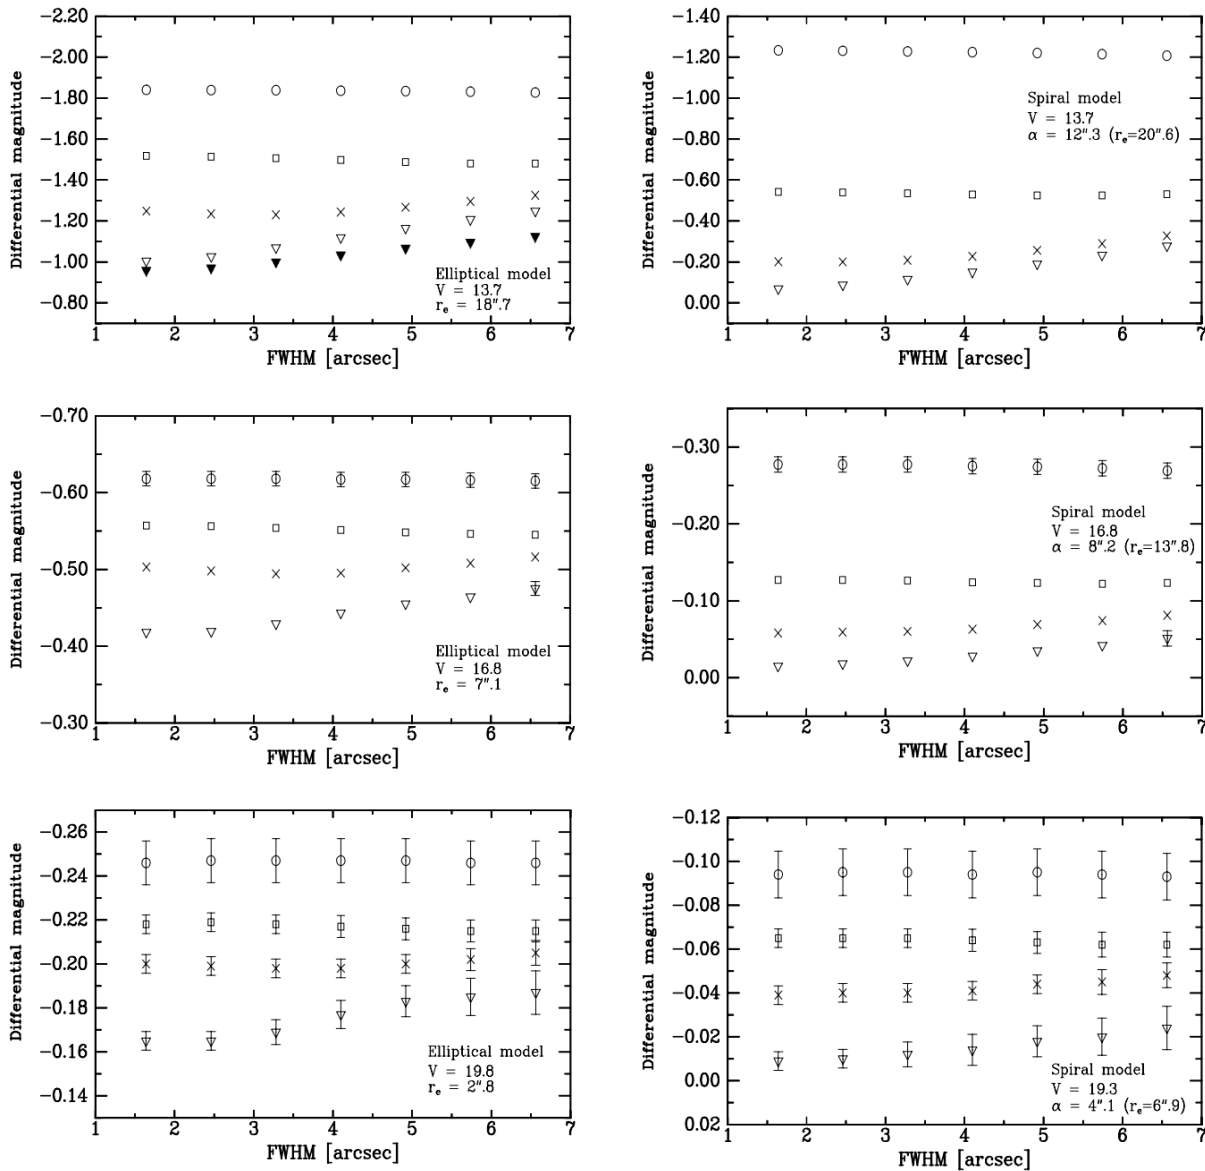 −2.20
−2.00
−1.80
−1.60
−1.40
−1.20
−1.00
−0.80
Differential magnitude
Elliptical model
V = 13.7
r_e = 18″.7
1 2 3 4 5 6 7
FWHM [arcsec]
−1.40
−1.20
−1.00
−0.80
−0.60
−0.40
−0.20
0.00
Differential magnitude
Spiral model
V = 13.7
α = 12″.3 (r_e=20″.6)
1 2 3 4 5 6 7
FWHM [arcsec]
−0.70
−0.60
−0.50
−0.40
−0.30
Differential magnitude
Elliptical model
V = 16.8
r_e = 7″.1
1 2 3 4 5 6 7
FWHM [arcsec]
−0.30
−0.20
−0.10
0.00
Differential magnitude
Spiral model
V = 16.8
α = 8″.2 (r_e=13″.8)
1 2 3 4 5 6 7
FWHM [arcsec]
−0.26
−0.24
−0.22
−0.20
−0.18
−0.16
−0.14
Differential magnitude
Elliptical model
V = 19.8
r_e = 2″.8
1 2 3 4 5 6 7
FWHM [arcsec]
−0.12
−0.10
−0.08
−0.06
−0.04
−0.02
0.00
0.02
Differential magnitude
Spiral model
V = 19.3
α = 4″.1 (r_e=6″.9)
1 2 3 4 5 6 7
FWHM [arcsec]